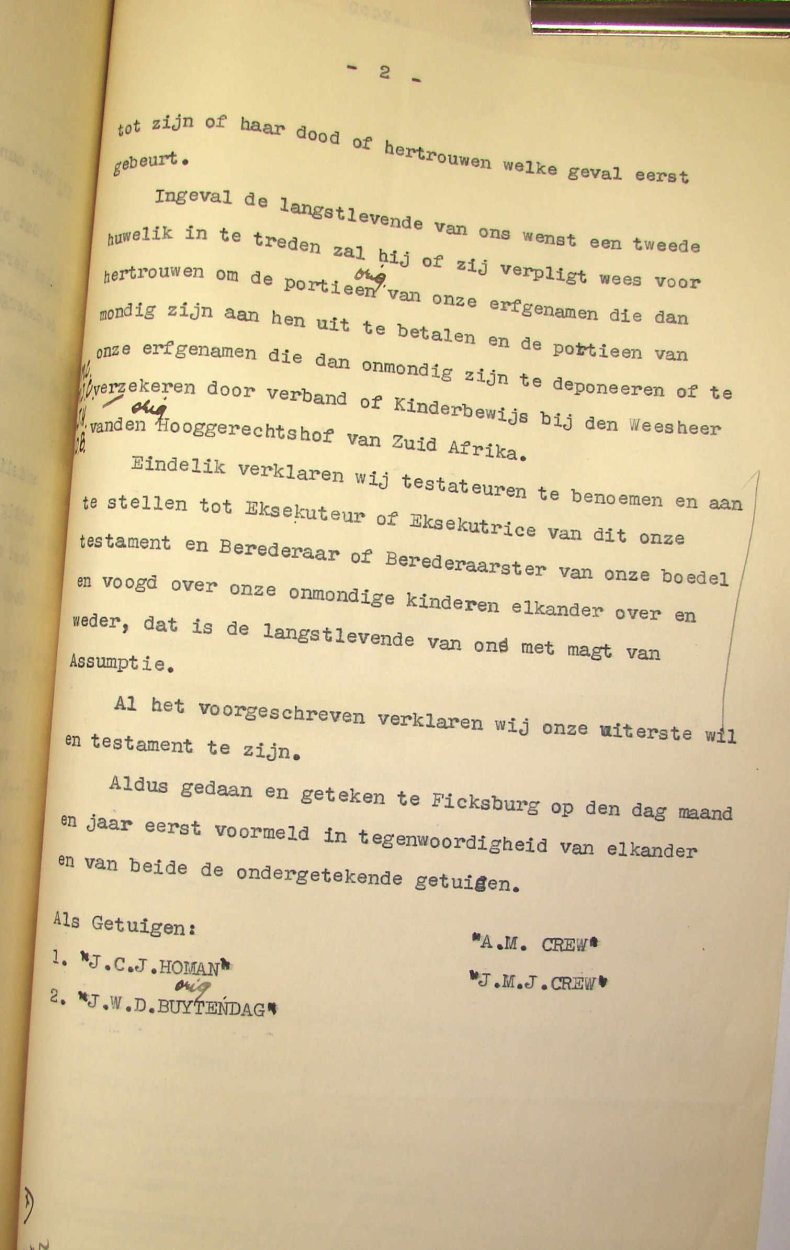 - 2 -
tot zijn of haar dood of hertrouwen welke geval eerst
gebeurt.
Ingeval de langstlevende van ons wenst een tweede
huwelik in te treden zal hij of zij verpligt wees voor
hertrouwen om de portieen van onze erfgenamen die dan
orig.
mondig zijn aan hen uit te betalen en de portieen van
onze erfgenamen die dan onmondig zijn te deponeeren of te
verzekeren door verband of Kinderbewijs bij den Weesheer
orig
vanden Hooggerechtshof van Zuid Afrika.
Eindelik verklaren wij testateuren te benoemen en aan
te stellen tot Eksekuteur of Eksekutrice van dit onze
testament en Berederaar of Berederaarster van onze boedel
en voogd over onze onmondige kinderen elkander over en
weder, dat is de langstlevende van ons met magt van
Assumptie.
Al het voorgeschreven verklaren wij onze uiterste wil
en testament te zijn.
Aldus gedaan en geteken te Ficksburg op den dag maand
en jaar eerst voormeld in tegenwoordigheid van elkander
en van beide de ondergetekende getuigen.
Als Getuigen:
"A.M. CREW"
1. "J.C.J.HOMAN"
"J.M.J.CREW"
orig.
2. "J.W.D.BUYTENDAG"